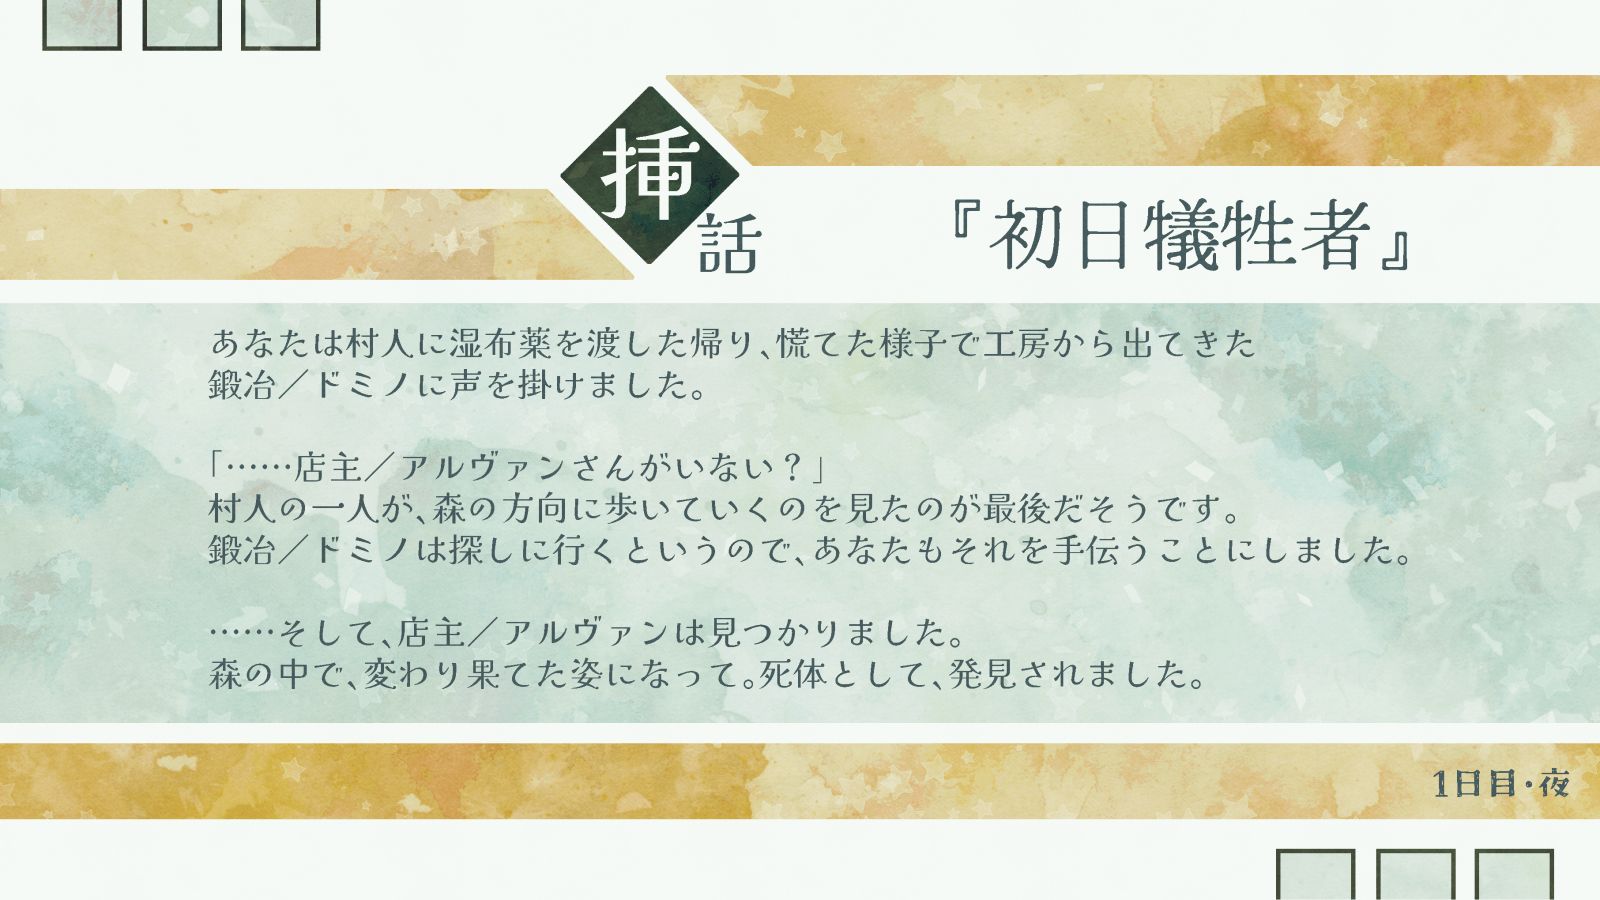 挿話
『初日犠牲者』
あなたは村人に湿布薬を渡した帰り、慌てた様子で工房から出てきた
鍛冶／ドミノに声を掛けました。
「……店主／アルヴァンさんがいない？」
村人の一人が、森の方向に歩いていくのを見たのが最後だそうです。
鍛冶／ドミノは探しに行くというので、あなたもそれを手伝うことにしました。
……そして、店主／アルヴァンは見つかりました。
森の中で、変わり果てた姿になって。死体として、発見されました。
1日目・夜